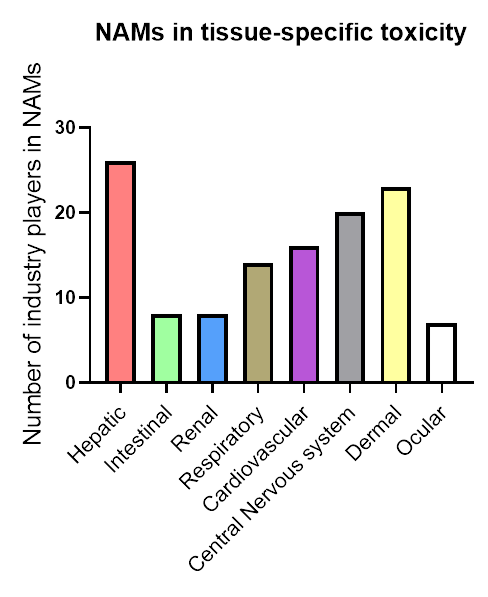 NAMs in tissue-specific toxicity
Number of industry players in NAMs
30
20
10
0
Hepatic
Intestinal
Renal
Respiratory
Cardiovascular
Central Nervous system
Dermal
Ocular